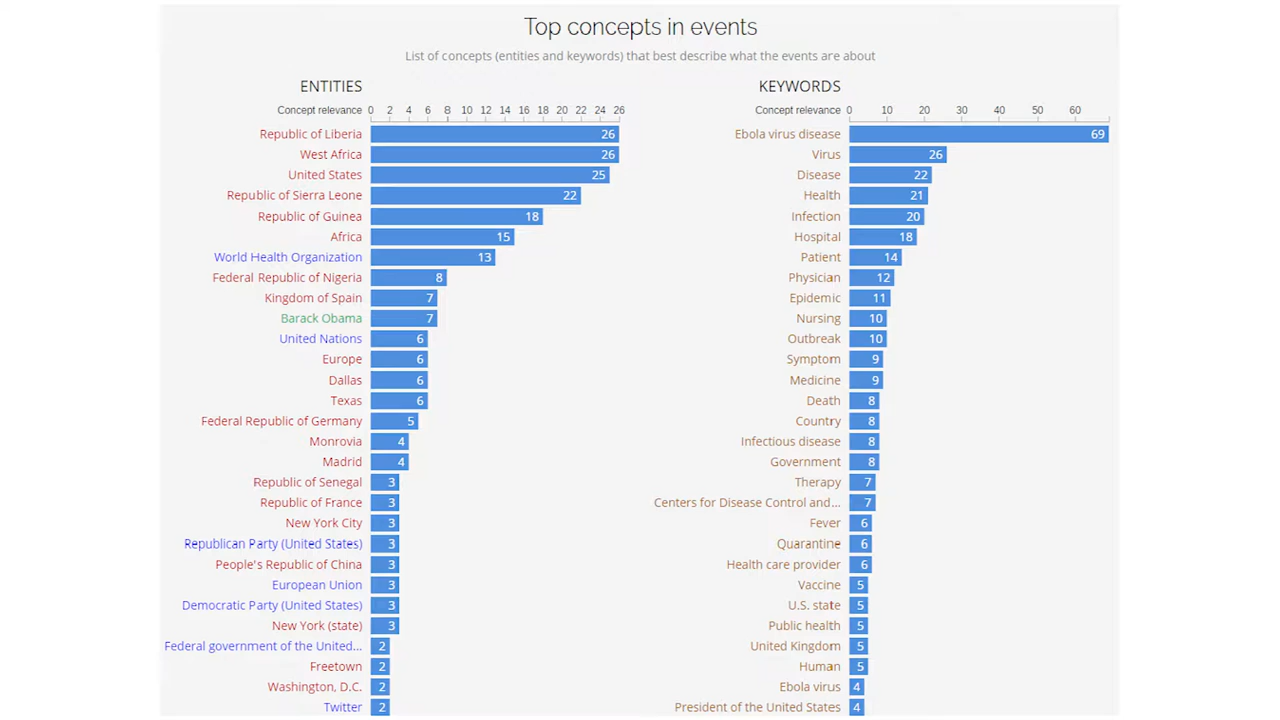 Top concepts in events
List of concepts (entities and keywords) that best describe what the events are about
ENTITIES
Concept relevance 0 2 4 6 8 10 12 14 16 18 20 22 24 26
Republic of Liberia 26
West Africa 26
United States 25
Republic of Sierra Leone 22
Republic of Guinea 18
Africa 15
World Health Organization 13
Federal Republic of Nigeria 8
Kingdom of Spain 7
Barack Obama 7
United Nations 6
Europe 6
Dallas 6
Texas 6
Federal Republic of Germany 5
Monrovia 4
Madrid 4
Republic of Senegal 3
Republic of France 3
New York City 3
Republican Party (United States) 3
People's Republic of China 3
European Union 3
Democratic Party (United States) 3
New York (state) 3
Federal government of the United... 2
Freetown 2
Washington, D.C. 2
Twitter 2
KEYWORDS
Concept relevance 0 10 20 30 40 50 60
Ebola virus disease 69
Virus 26
Disease 22
Health 21
Infection 20
Hospital 18
Patient 14
Physician 12
Epidemic 11
Nursing 10
Outbreak 10
Symptom 9
Medicine 9
Death 8
Country 8
Infectious disease 8
Government 8
Therapy 7
Centers for Disease Control and... 7
Fever 6
Quarantine 6
Health care provider 6
Vaccine 5
U.S. state 5
Public health 5
United Kingdom 5
Human 5
Ebola virus 4
President of the United States 4